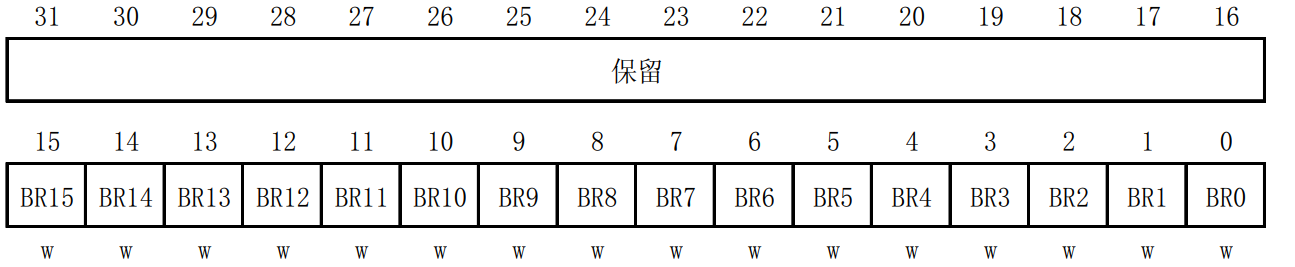 31 30 29 28 27 26 25 24 23 22 21 20 19 18 17 16
保留
15 14 13 12 11 10 9 8 7 6 5 4 3 2 1 0
BR15 BR14 BR13 BR12 BR11 BR10 BR9 BR8 BR7 BR6 BR5 BR4 BR3 BR2 BR1 BR0
w w w w w w w w w w w w w w w w